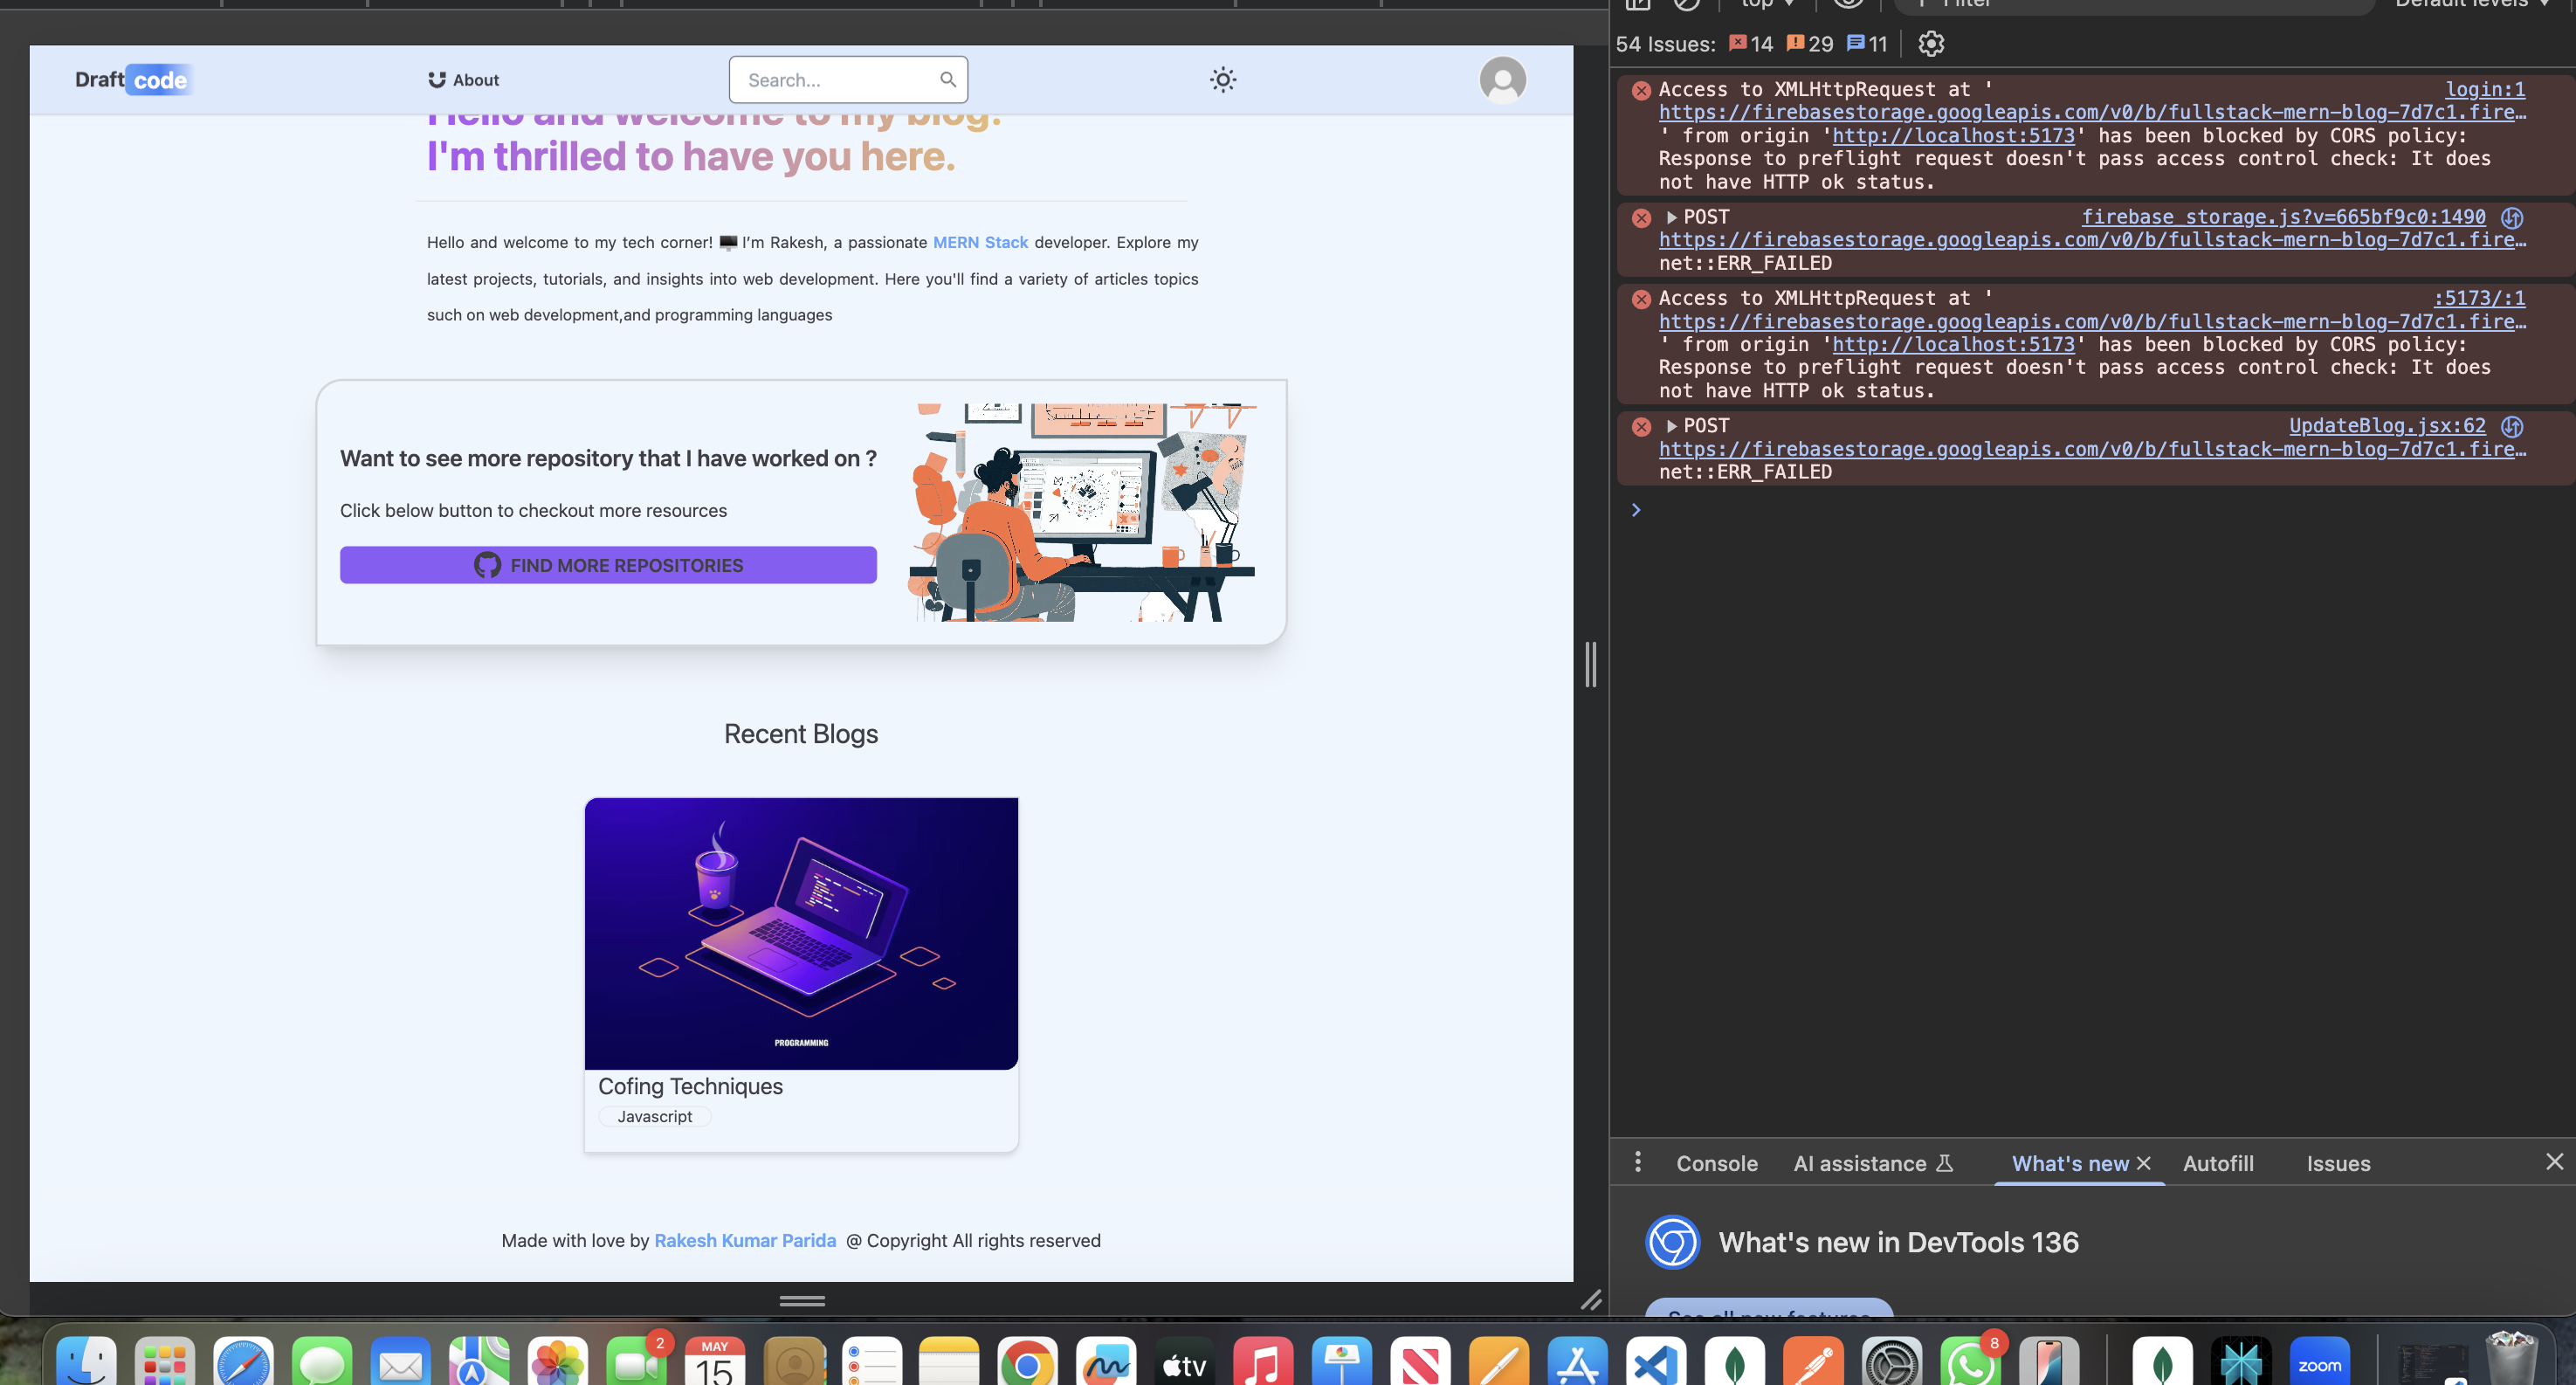 Draft code
About
Search...
Hello and welcome to my blog.
I'm thrilled to have you here.
Hello and welcome to my tech corner! I'm Rakesh, a passionate MERN Stack developer. Explore my
latest projects, tutorials, and insights into web development. Here you'll find a variety of articles topics
such on web development,and programming languages
Want to see more repository that I have worked on ?
Click below button to checkout more resources
FIND MORE REPOSITORIES
Recent Blogs
PROGRAMMING
Cofing Techniques
Javascript
Made with love by Rakesh Kumar Parida @ Copyright All rights reserved
top
Filter
Default levels
54 Issues: 14 29 11
Access to XMLHttpRequest at ' login:1
https://firebasestorage.googleapis.com/v0/b/fullstack-mern-blog-7d7c1.fire…
' from origin 'http://localhost:5173' has been blocked by CORS policy:
Response to preflight request doesn't pass access control check: It does
not have HTTP ok status.
POST firebase_storage.js?v=665bf9c0:1490
https://firebasestorage.googleapis.com/v0/b/fullstack-mern-blog-7d7c1.fire…
net::ERR_FAILED
Access to XMLHttpRequest at ' :5173/:1
https://firebasestorage.googleapis.com/v0/b/fullstack-mern-blog-7d7c1.fire…
' from origin 'http://localhost:5173' has been blocked by CORS policy:
Response to preflight request doesn't pass access control check: It does
not have HTTP ok status.
POST UpdateBlog.jsx:62
https://firebasestorage.googleapis.com/v0/b/fullstack-mern-blog-7d7c1.fire…
net::ERR_FAILED
Console AI assistance What's new Autofill Issues
What's new in DevTools 136
See all new features
2
MAY
15
tv
8
zoom